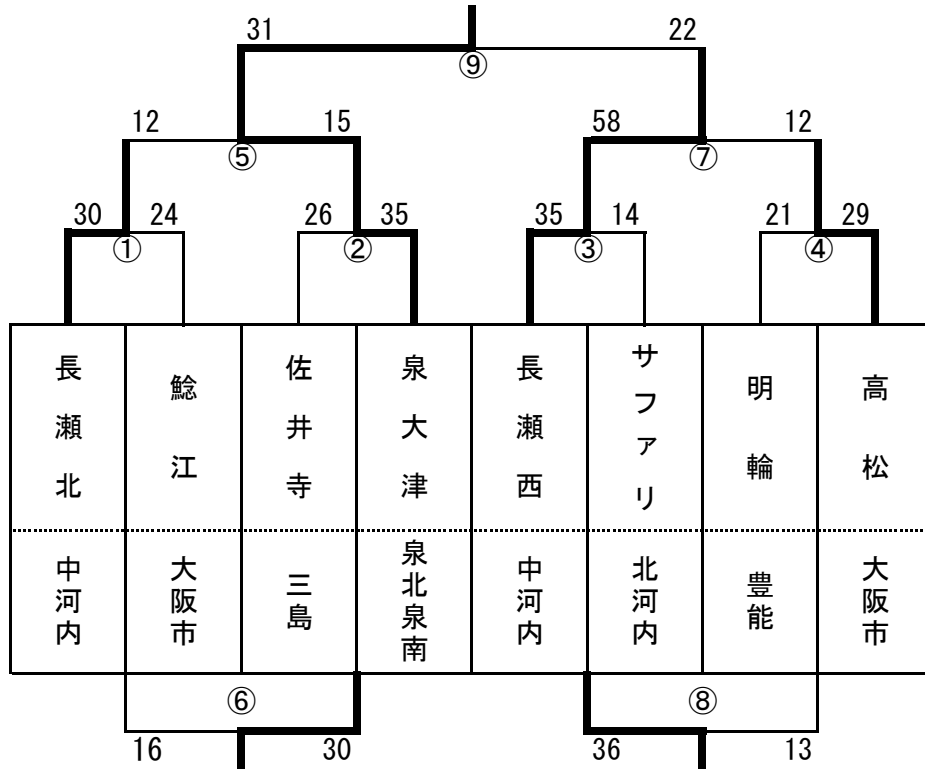 31 22
⑨
12 15 58 12
⑤ ⑦
30 24 26 35 35 14 21 29
① ② ③ ④
長瀬北
鯰江
佐井寺
泉大津
長瀬西
サファリ
明輪
高松
中河内
大阪市
三島
泉北泉南
中河内
北河内
豊能
大阪市
⑥ ⑧
16 30 36 13